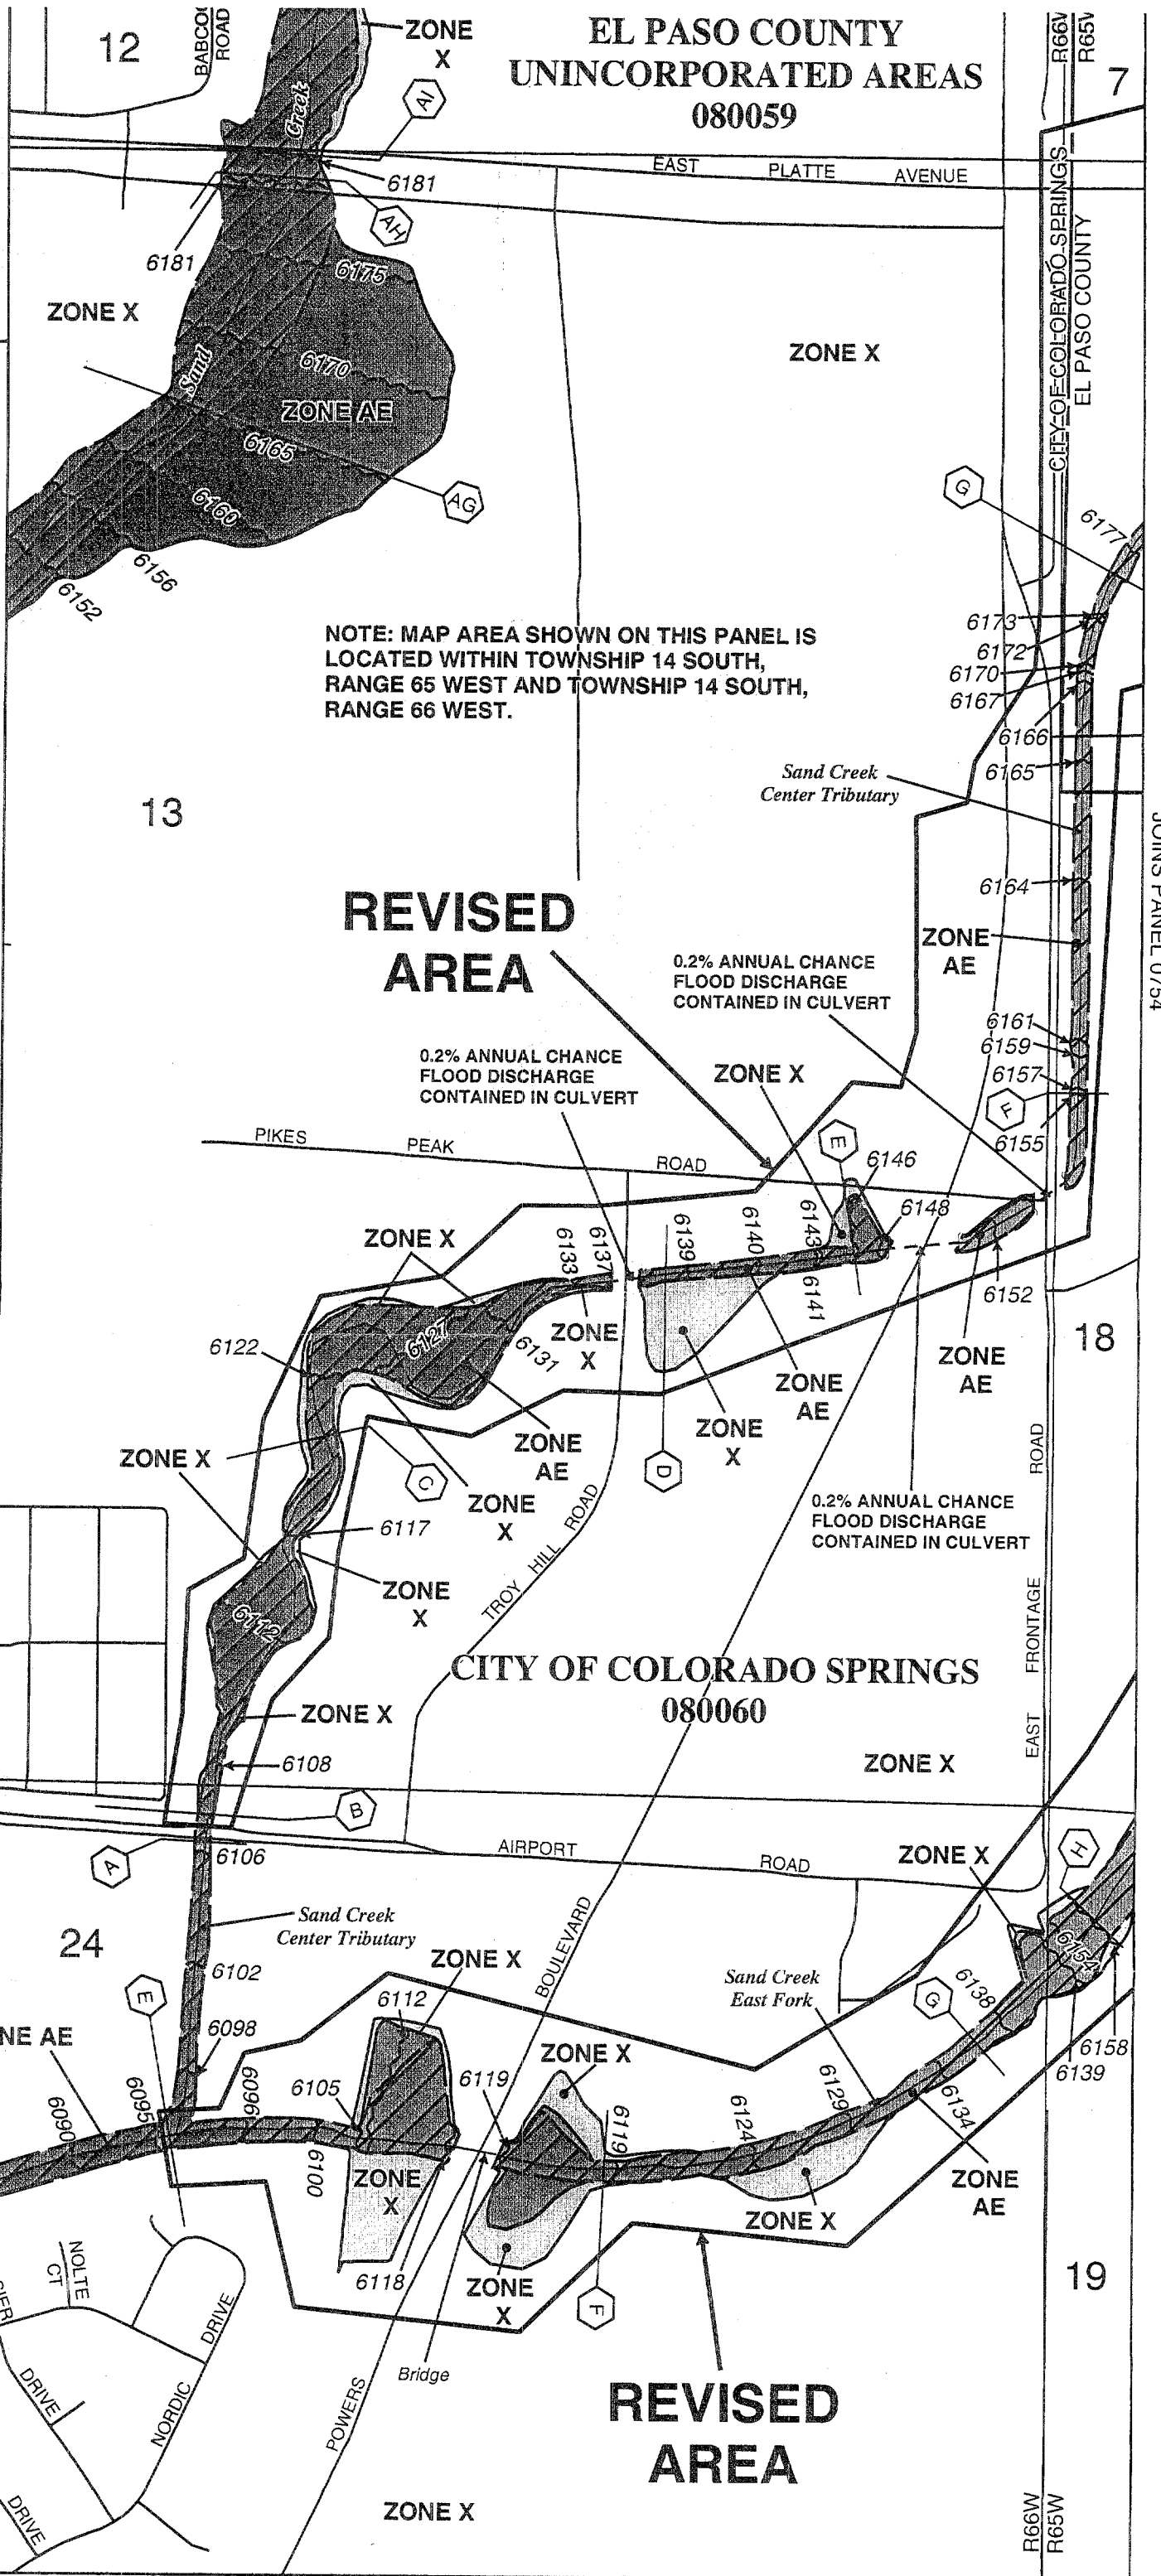 12
BABCO
ROAD
ZONE
X
EL PASO COUNTY
UNINCORPORATED AREAS
080059
R66W
R65W
7
AI
Creek
6181
EAST PLATTE AVENUE
AH
6181
6175
ZONE X
CITY OF COLORADO SPRINGS
EL PASO COUNTY
ZONE X
Sand
6170
ZONE AE
6165
AG
6160
6156
6152
G
6177
NOTE: MAP AREA SHOWN ON THIS PANEL IS
LOCATED WITHIN TOWNSHIP 14 SOUTH,
RANGE 65 WEST AND TOWNSHIP 14 SOUTH,
RANGE 66 WEST.
6173
6172
6170
6167
6166
6165
Sand Creek
Center Tributary
13
JOINS PANEL 0754
6164
REVISED
AREA
ZONE
AE
0.2% ANNUAL CHANCE
FLOOD DISCHARGE
CONTAINED IN CULVERT
6161
6159
6157
F
6155
0.2% ANNUAL CHANCE
FLOOD DISCHARGE
CONTAINED IN CULVERT
ZONE X
PIKES PEAK ROAD
E
6146
6148
6143
6140
6139
6137
6133
6141
6152
ZONE X
18
6122
6127
6131
ZONE
X
ZONE
AE
ZONE
AE
ZONE
X
D
ZONE
AE
ZONE X
C
ZONE
X
ROAD
0.2% ANNUAL CHANCE
FLOOD DISCHARGE
CONTAINED IN CULVERT
6117
ZONE
X
TROY HILL ROAD
6112
EAST FRONTAGE
CITY OF COLORADO SPRINGS
080060
ZONE X
ZONE X
6108
B
A
6106
AIRPORT ROAD
ZONE X
H
24
Sand Creek
Center Tributary
BOULEVARD
ZONE X
6154
6102
E
Sand Creek
East Fork
G
6138
6112
NE AE
6098
ZONE X
6158
6139
6105
6119
6129
6134
6090
6095
6096
6119
6124
6100
ZONE
X
ZONE
AE
ZONE X
6118
ZONE
X
F
19
NOLTE
CT
SIER
DRIVE
DRIVE
NORDIC
DRIVE
Bridge
POWERS
REVISED
AREA
ZONE X
R66W
R65W